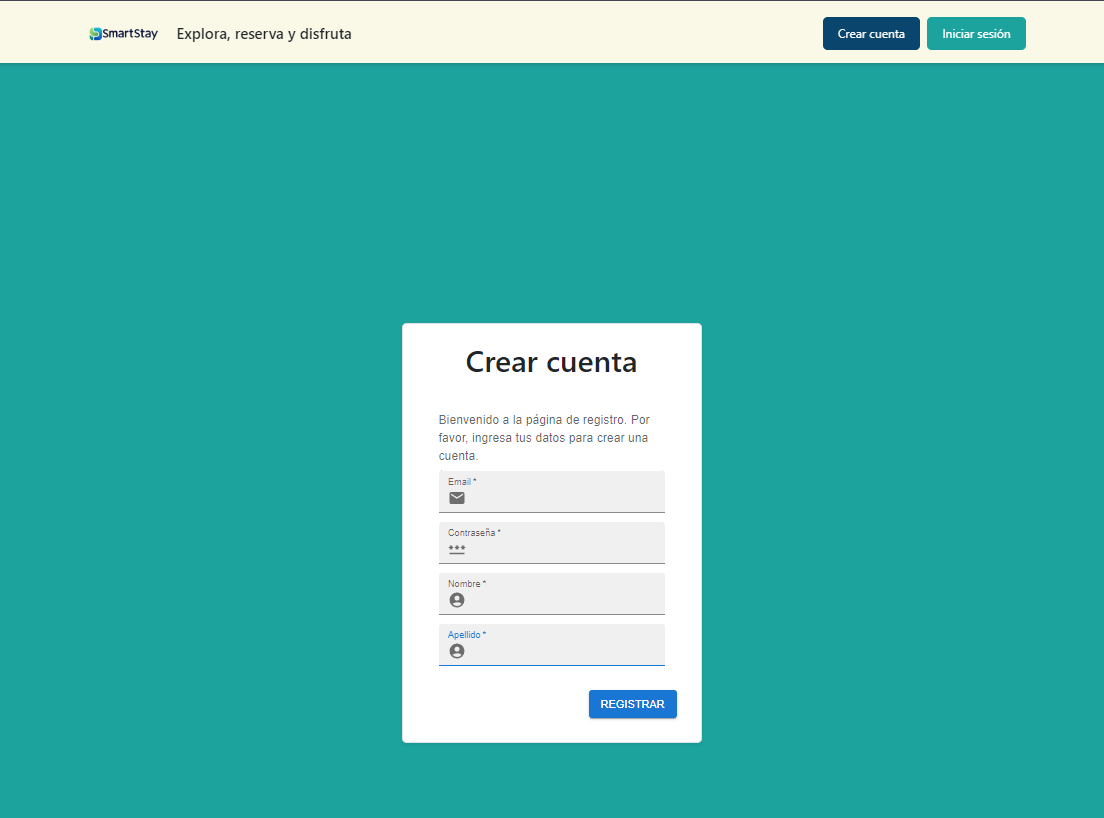 SmartStay
Explora, reserva y disfruta
Crear cuenta
Iniciar sesión
Crear cuenta
Bienvenido a la página de registro. Por
favor, ingresa tus datos para crear una
cuenta.
Email *
Contraseña *
***
Nombre *
Apellido *
REGISTRAR